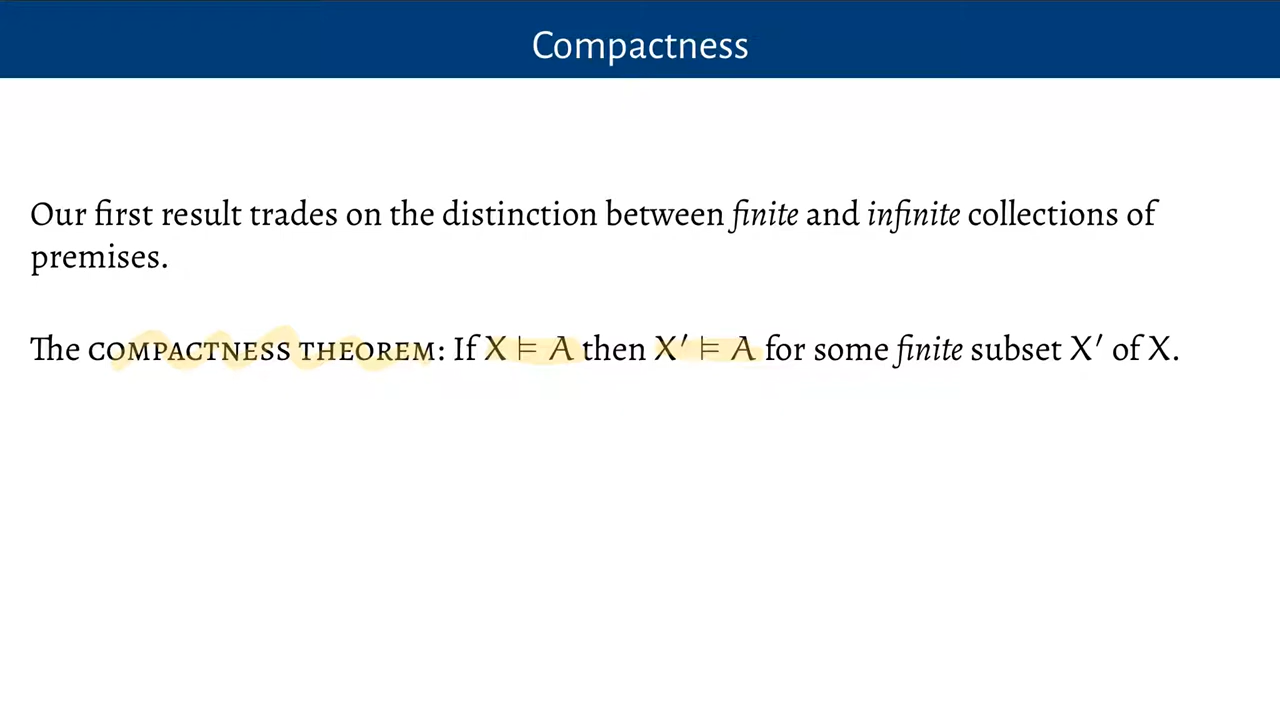 Compactness
Our first result trades on the distinction between finite and infinite collections of
premises.
The COMPACTNESS THEOREM: If X ⊨ A then X′ ⊨ A for some finite subset X′ of X.